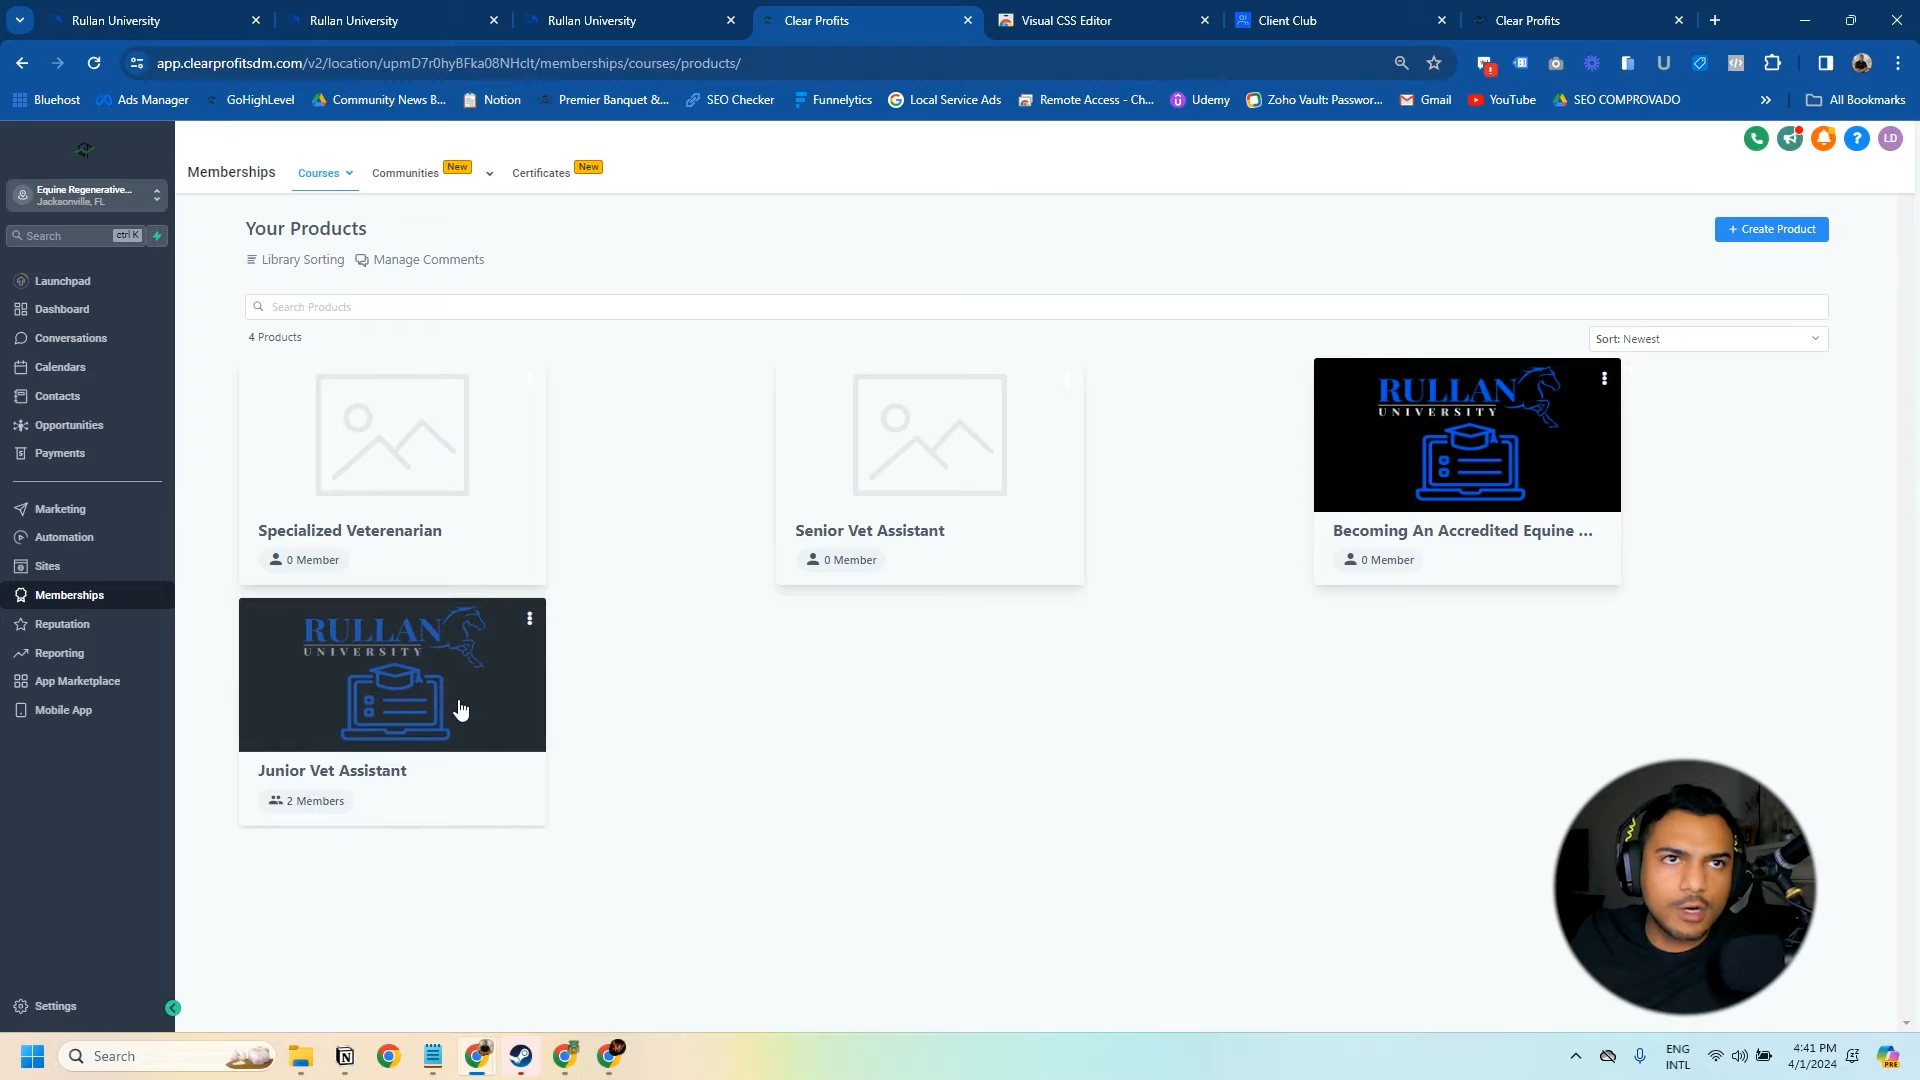 Rullan University
Rullan University
Rullan University
Clear Profits
Visual CSS Editor
Client Club
Clear Profits
app.clearprofitsdm.com/v2/location/upmD7r0hyBFka08NHclt/memberships/courses/products/
Bluehost
Ads Manager
GoHighLevel
Community News B...
Notion
Premier Banquet &...
SEO Checker
Funnelytics
Local Service Ads
Remote Access - Ch...
Udemy
Zoho Vault: Passwor...
Gmail
YouTube
SEO COMPROVADO
All Bookmarks
Equine Regenerative...
Jacksonville, FL
Search
ctrl K
Launchpad
Dashboard
Conversations
Calendars
Contacts
Opportunities
Payments
Marketing
Automation
Sites
Memberships
Reputation
Reporting
App Marketplace
Mobile App
Settings
Memberships
Courses
Communities
New
Certificates
New
LD
Your Products
+ Create Product
Library Sorting
Manage Comments
Search Products
4 Products
Sort: Newest
Specialized Veterenarian
0 Member
Senior Vet Assistant
0 Member
RULLAN
UNIVERSITY
Becoming An Accredited Equine ...
0 Member
RULLAN
UNIVERSITY
Junior Vet Assistant
2 Members
Search
ENG
INTL
4:41 PM
4/1/2024
PRE